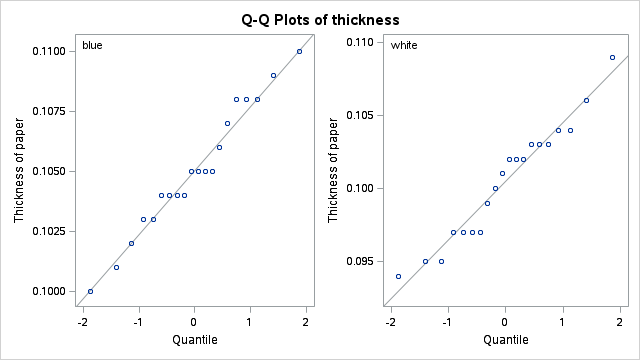 Q-Q Plots of thickness
blue
white
Thickness of paper
0.1100
0.1075
0.1050
0.1025
0.1000
-2 -1 0 1 2
Quantile
Thickness of paper
0.110
0.105
0.100
0.095
-2 -1 0 1 2
Quantile